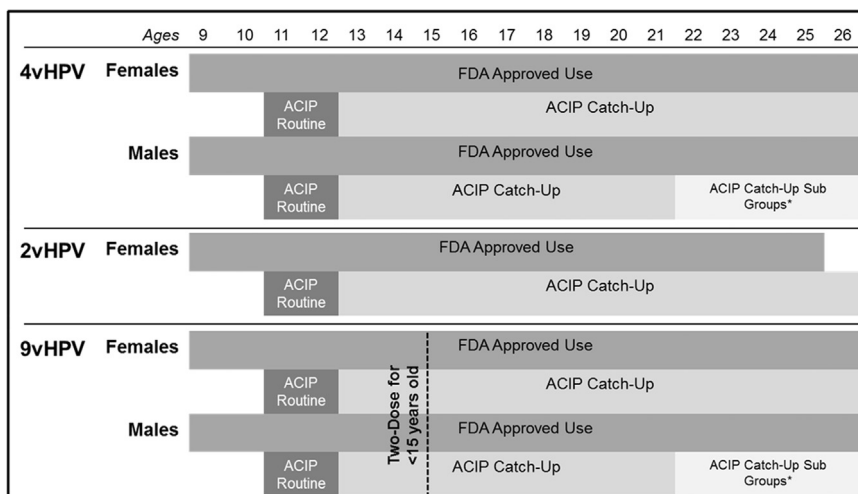 Ages 9 10 11 12 13 14 15 16 17 18 19 20 21 22 23 24 25 26
4vHPV Females FDA Approved Use
ACIP Routine ACIP Catch-Up
Males FDA Approved Use
ACIP Routine ACIP Catch-Up ACIP Catch-Up Sub Groups*
2vHPV Females FDA Approved Use
ACIP Routine ACIP Catch-Up
9vHPV Females FDA Approved Use
ACIP Routine ACIP Catch-Up
Two-Dose for
<15 years old
Males FDA Approved Use
ACIP Routine ACIP Catch-Up ACIP Catch-Up Sub Groups*